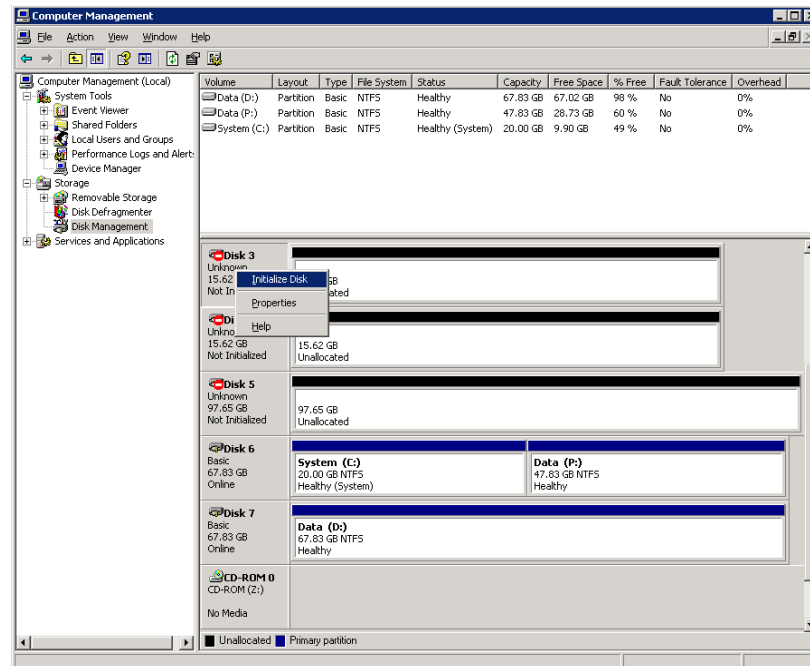 Computer Management
File Action View Window Help
Computer Management (Local)
System Tools
Event Viewer
Shared Folders
Local Users and Groups
Performance Logs and Alert:
Device Manager
Storage
Removable Storage
Disk Defragmenter
Disk Management
Services and Applications
Volume Layout Type File System Status Capacity Free Space % Free Fault Tolerance Overhead
Data (D:) Partition Basic NTFS Healthy 67.83 GB 67.02 GB 98 % No 0%
Data (P:) Partition Basic NTFS Healthy 47.83 GB 28.73 GB 60 % No 0%
System (C:) Partition Basic NTFS Healthy (System) 20.00 GB 9.90 GB 49 % No 0%
Disk 3
Unknown
15.62 GB
Not In ated
Initialize Disk
Properties
Help
Di
Unkno
15.62 GB
Not Initialized
15.62 GB
Unallocated
Disk 5
Unknown
97.65 GB
Not Initialized
97.65 GB
Unallocated
Disk 6
Basic
67.83 GB
Online
System (C:)
20.00 GB NTFS
Healthy (System)
Data (P:)
47.83 GB NTFS
Healthy
Disk 7
Basic
67.83 GB
Online
Data (D:)
67.83 GB NTFS
Healthy
CD-ROM 0
CD-ROM (Z:)
No Media
Unallocated Primary partition